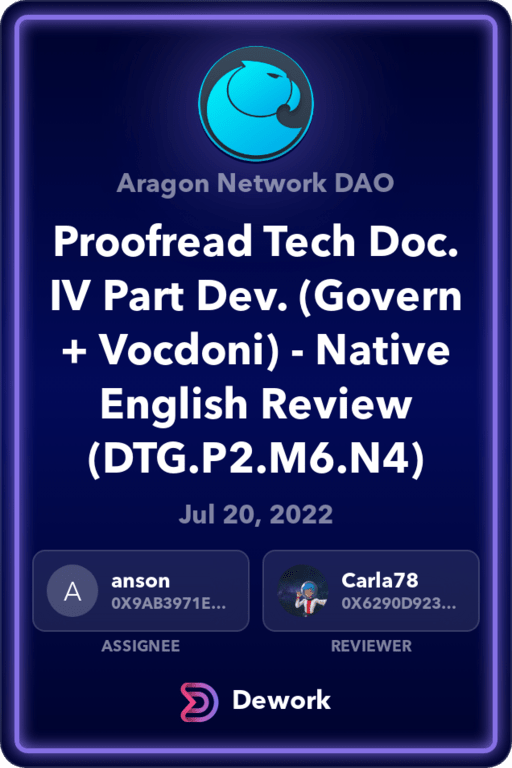 Aragon Network DAO
Proofread Tech Doc.
IV Part Dev. (Govern
+ Vocdoni) - Native
English Review
(DTG.P2.M6.N4)
Jul 20, 2022
A
anson
0X9AB3971E...
ASSIGNEE
Carla78
0X6290D923...
REVIEWER
Dework